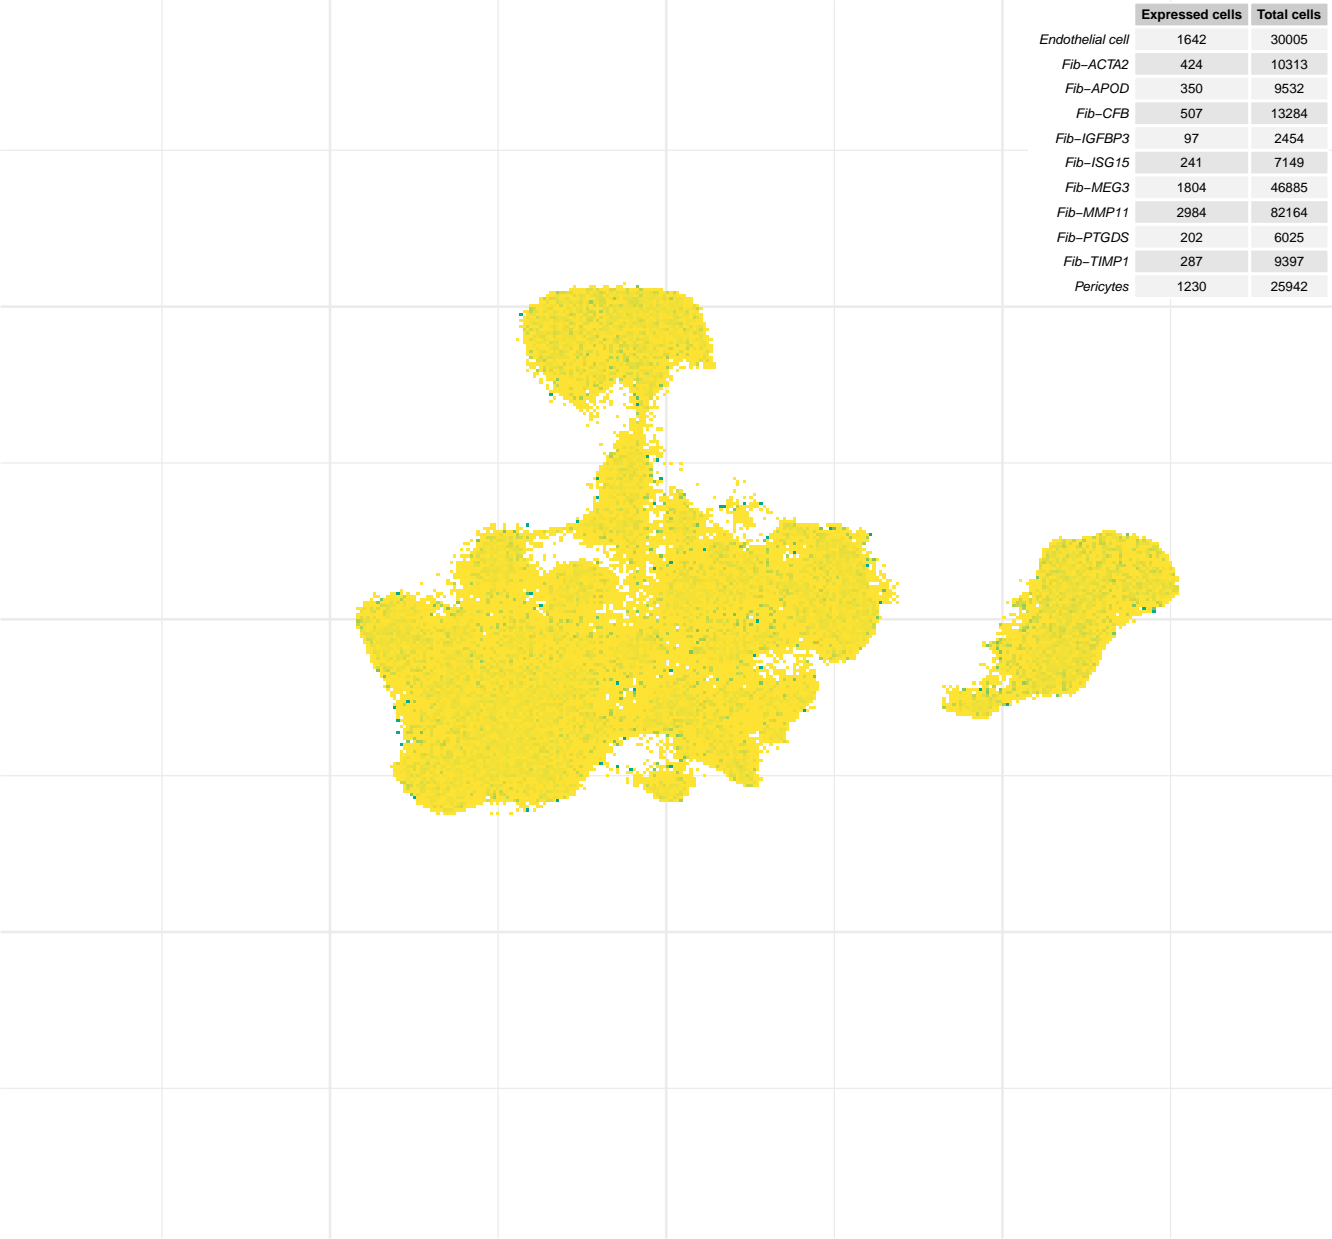 Expressed cells Total cells
Endothelial cell 1642 30005
Fib−ACTA2 424 10313
Fib−APOD 350 9532
Fib−CFB 507 13284
Fib−IGFBP3 97 2454
Fib−ISG15 241 7149
Fib−MEG3 1804 46885
Fib−MMP11 2984 82164
Fib−PTGDS 202 6025
Fib−TIMP1 287 9397
Pericytes 1230 25942